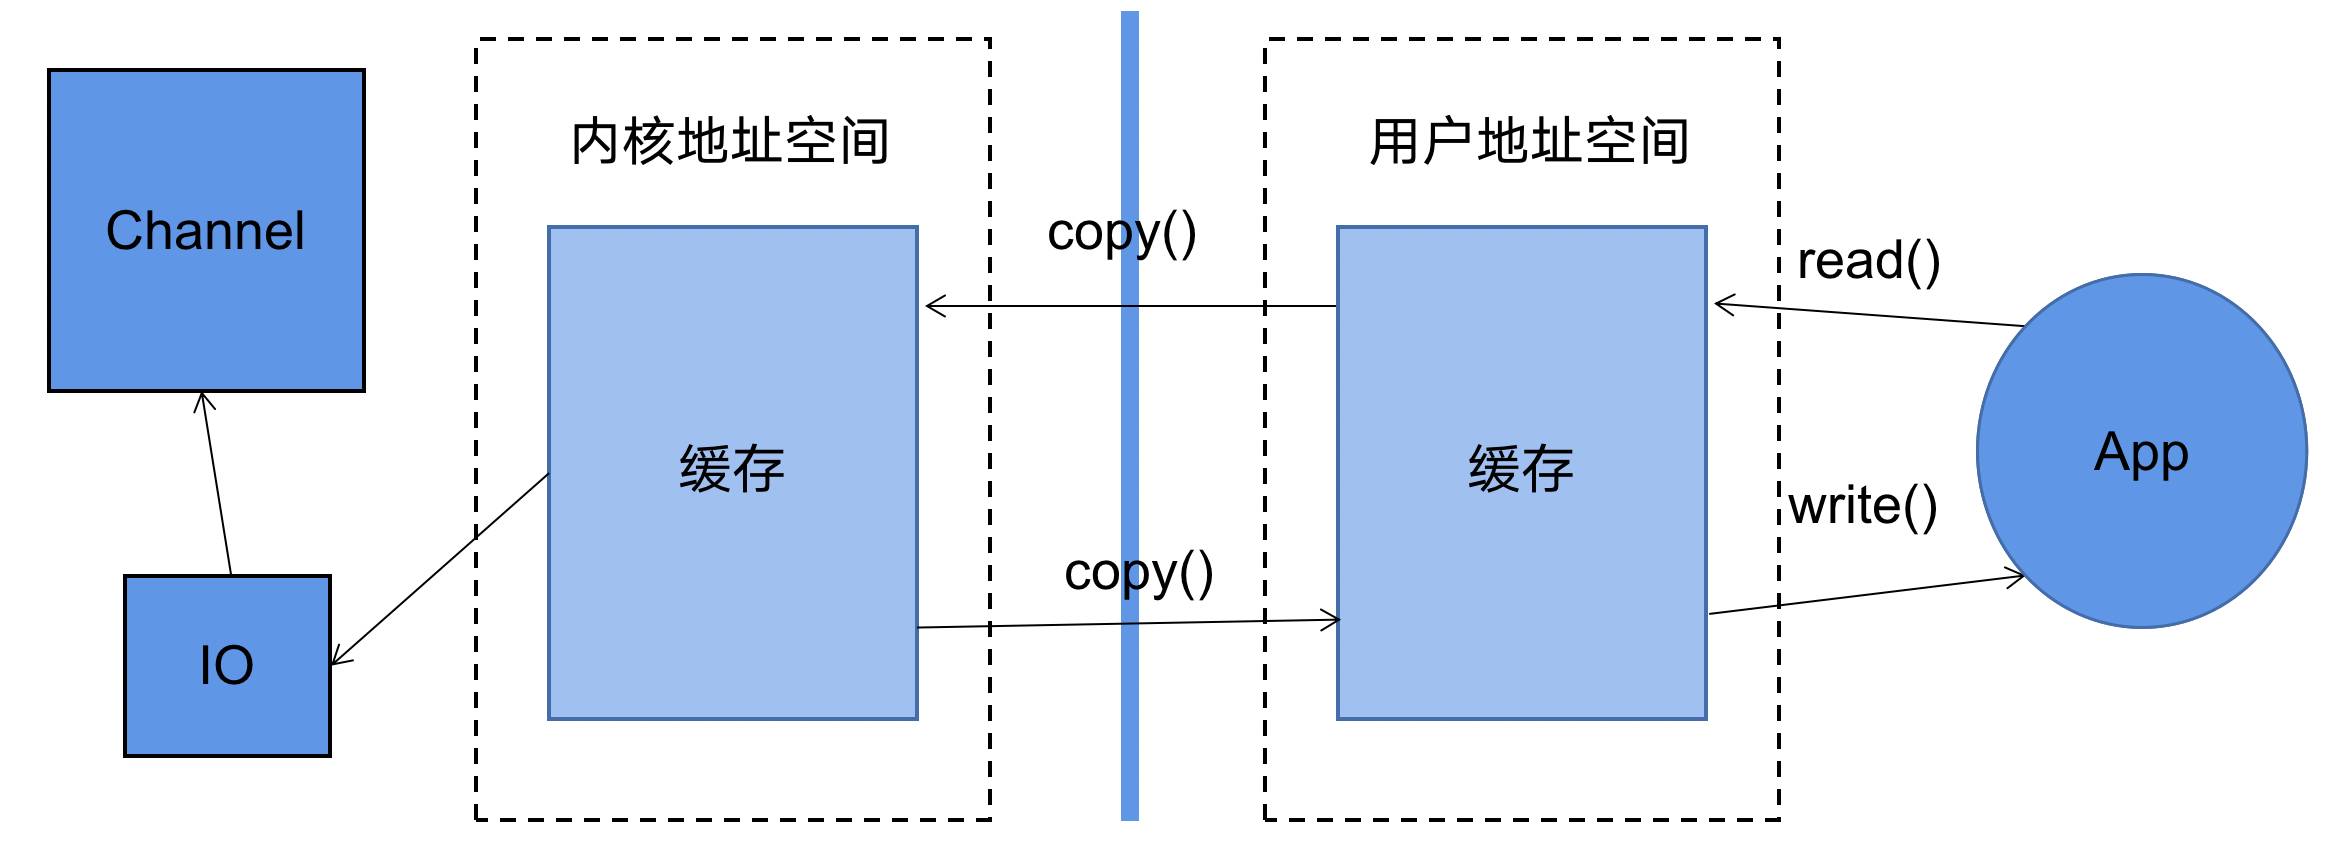 Channel
IO
内核地址空间
缓存
copy()
copy()
用户地址空间
缓存
read()
write()
App